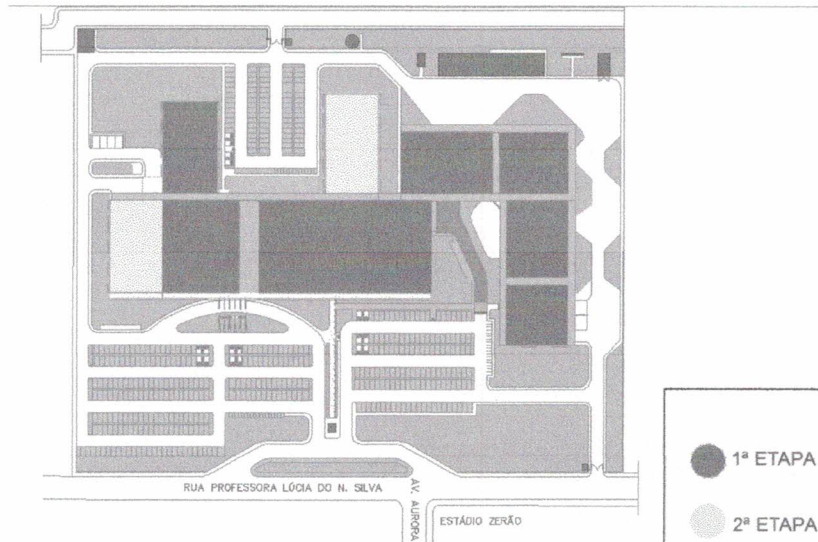 RUA PROFESSORA LÚCIA DO N. SILVA
AV. AURORA
ESTÁDIO ZERÃO
1ª ETAPA
2ª ETAPA